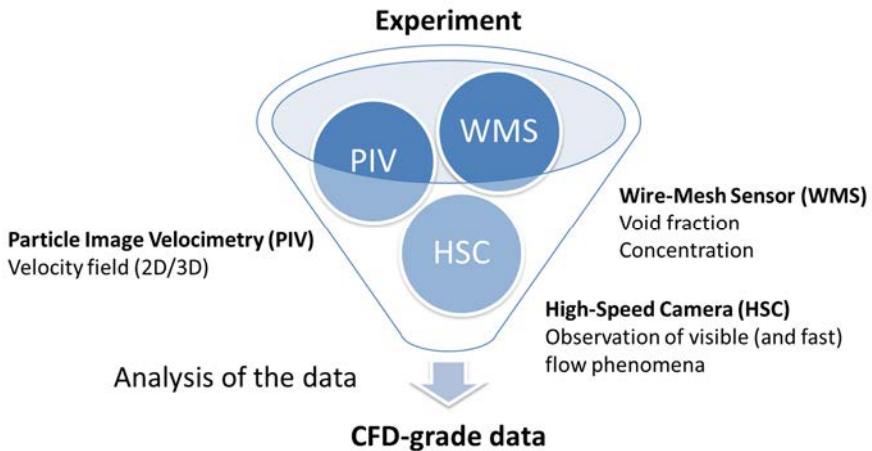 Experiment
PIV
WMS
HSC
Wire-Mesh Sensor (WMS)
Void fraction
Concentration
Particle Image Velocimetry (PIV)
Velocity field (2D/3D)
High-Speed Camera (HSC)
Observation of visible (and fast)
flow phenomena
Analysis of the data
CFD-grade data